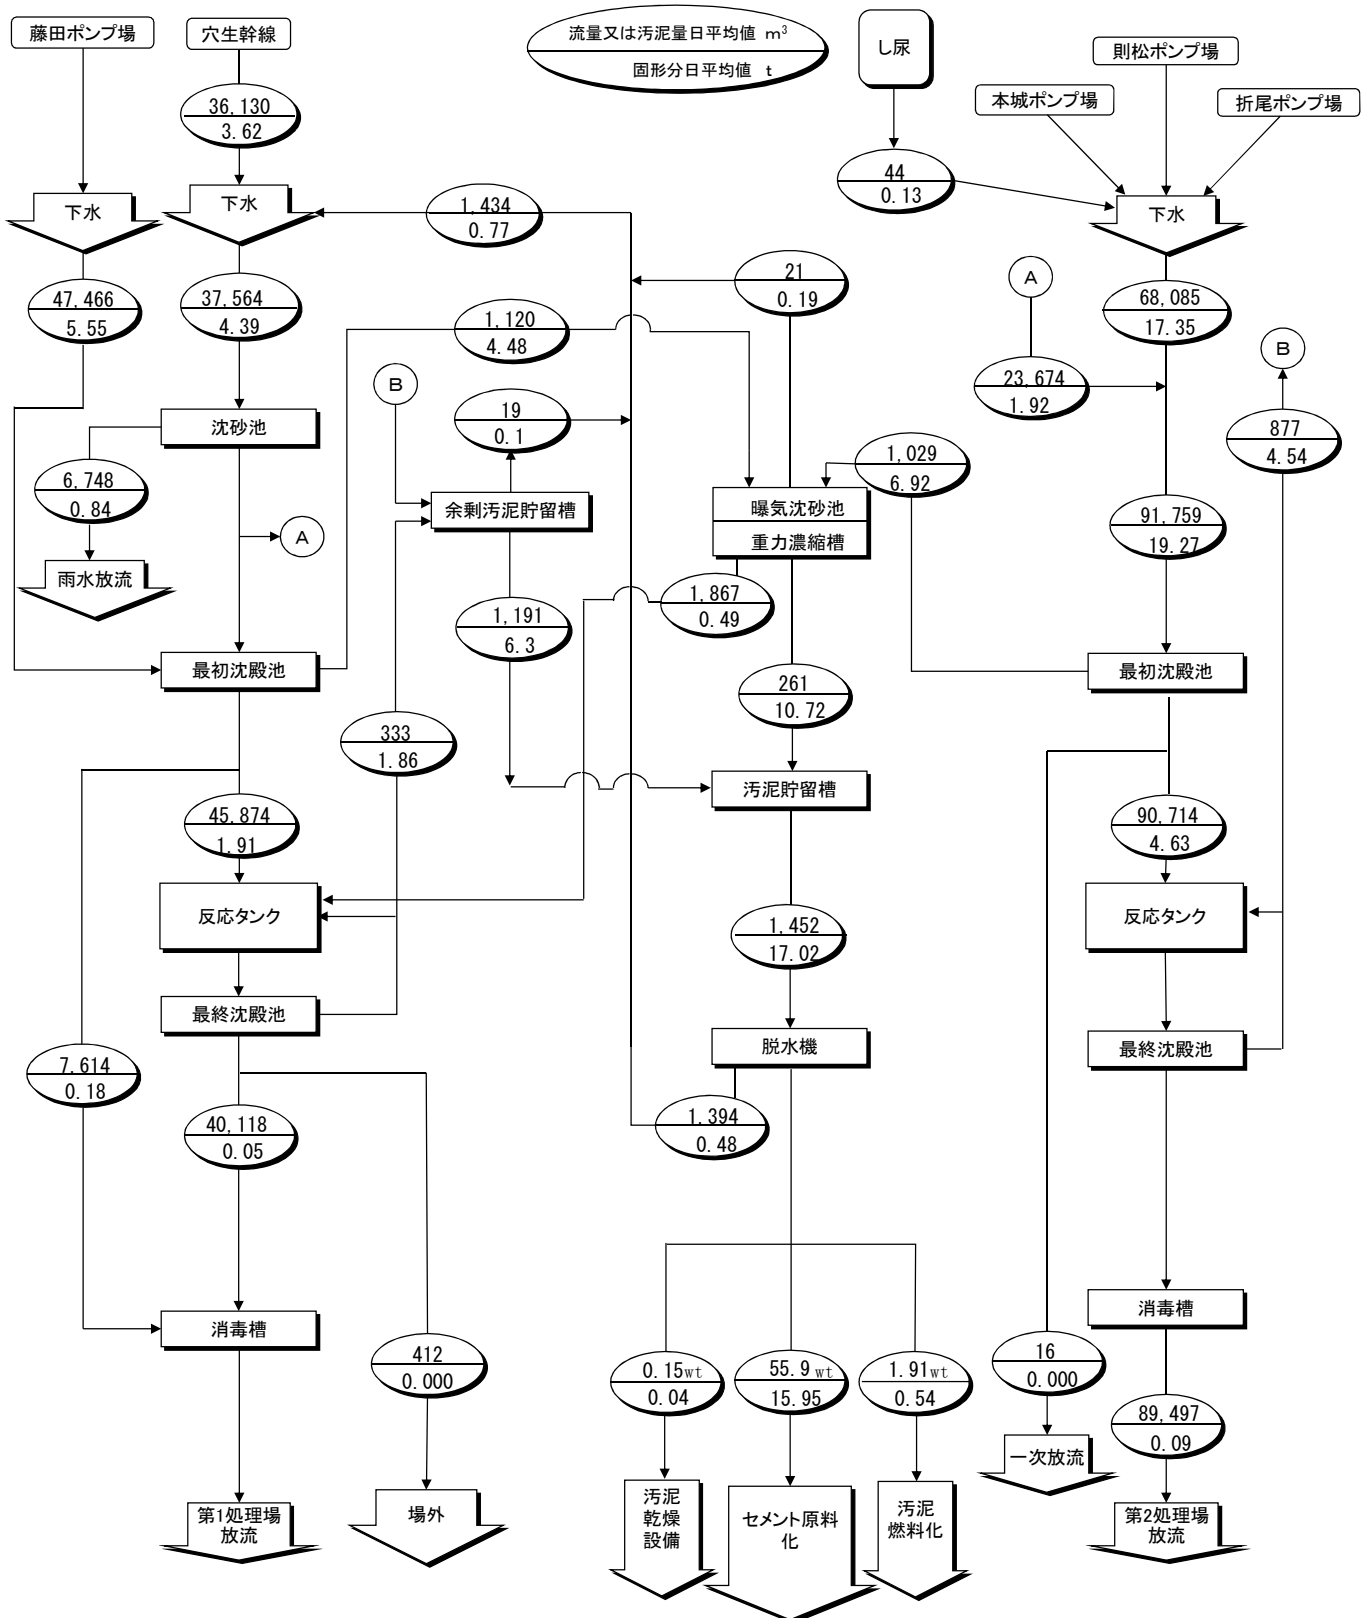 藤田ポンプ場
穴生幹線
流量又は汚泥量日平均値 m³
固形分日平均値 t
し尿
則松ポンプ場
本城ポンプ場
折尾ポンプ場
36,130
3.62
44
0.13
下水
下水
1,434
0.77
下水
47,466
5.55
37,564
4.39
21
0.19
A
68,085
17.35
1,120
4.48
B
B
23,674
1.92
19
0.1
沈砂池
877
4.54
6,748
0.84
1,029
6.92
余剰汚泥貯留槽
曝気沈砂池
重力濃縮槽
91,759
19.27
A
雨水放流
1,867
0.49
1,191
6.3
最初沈殿池
最初沈殿池
261
10.72
333
1.86
汚泥貯留槽
45,874
1.91
90,714
4.63
反応タンク
反応タンク
1,452
17.02
最終沈殿池
脱水機
最終沈殿池
7,614
0.18
40,118
0.05
1,394
0.48
消毒槽
消毒槽
412
0.000
0.15wt
0.04
55.9 wt
15.95
1.91wt
0.54
16
0.000
89,497
0.09
一次放流
第1処理場
放流
場外
汚泥
乾燥
設備
セメント原料
化
汚泥
燃料化
第2処理場
放流